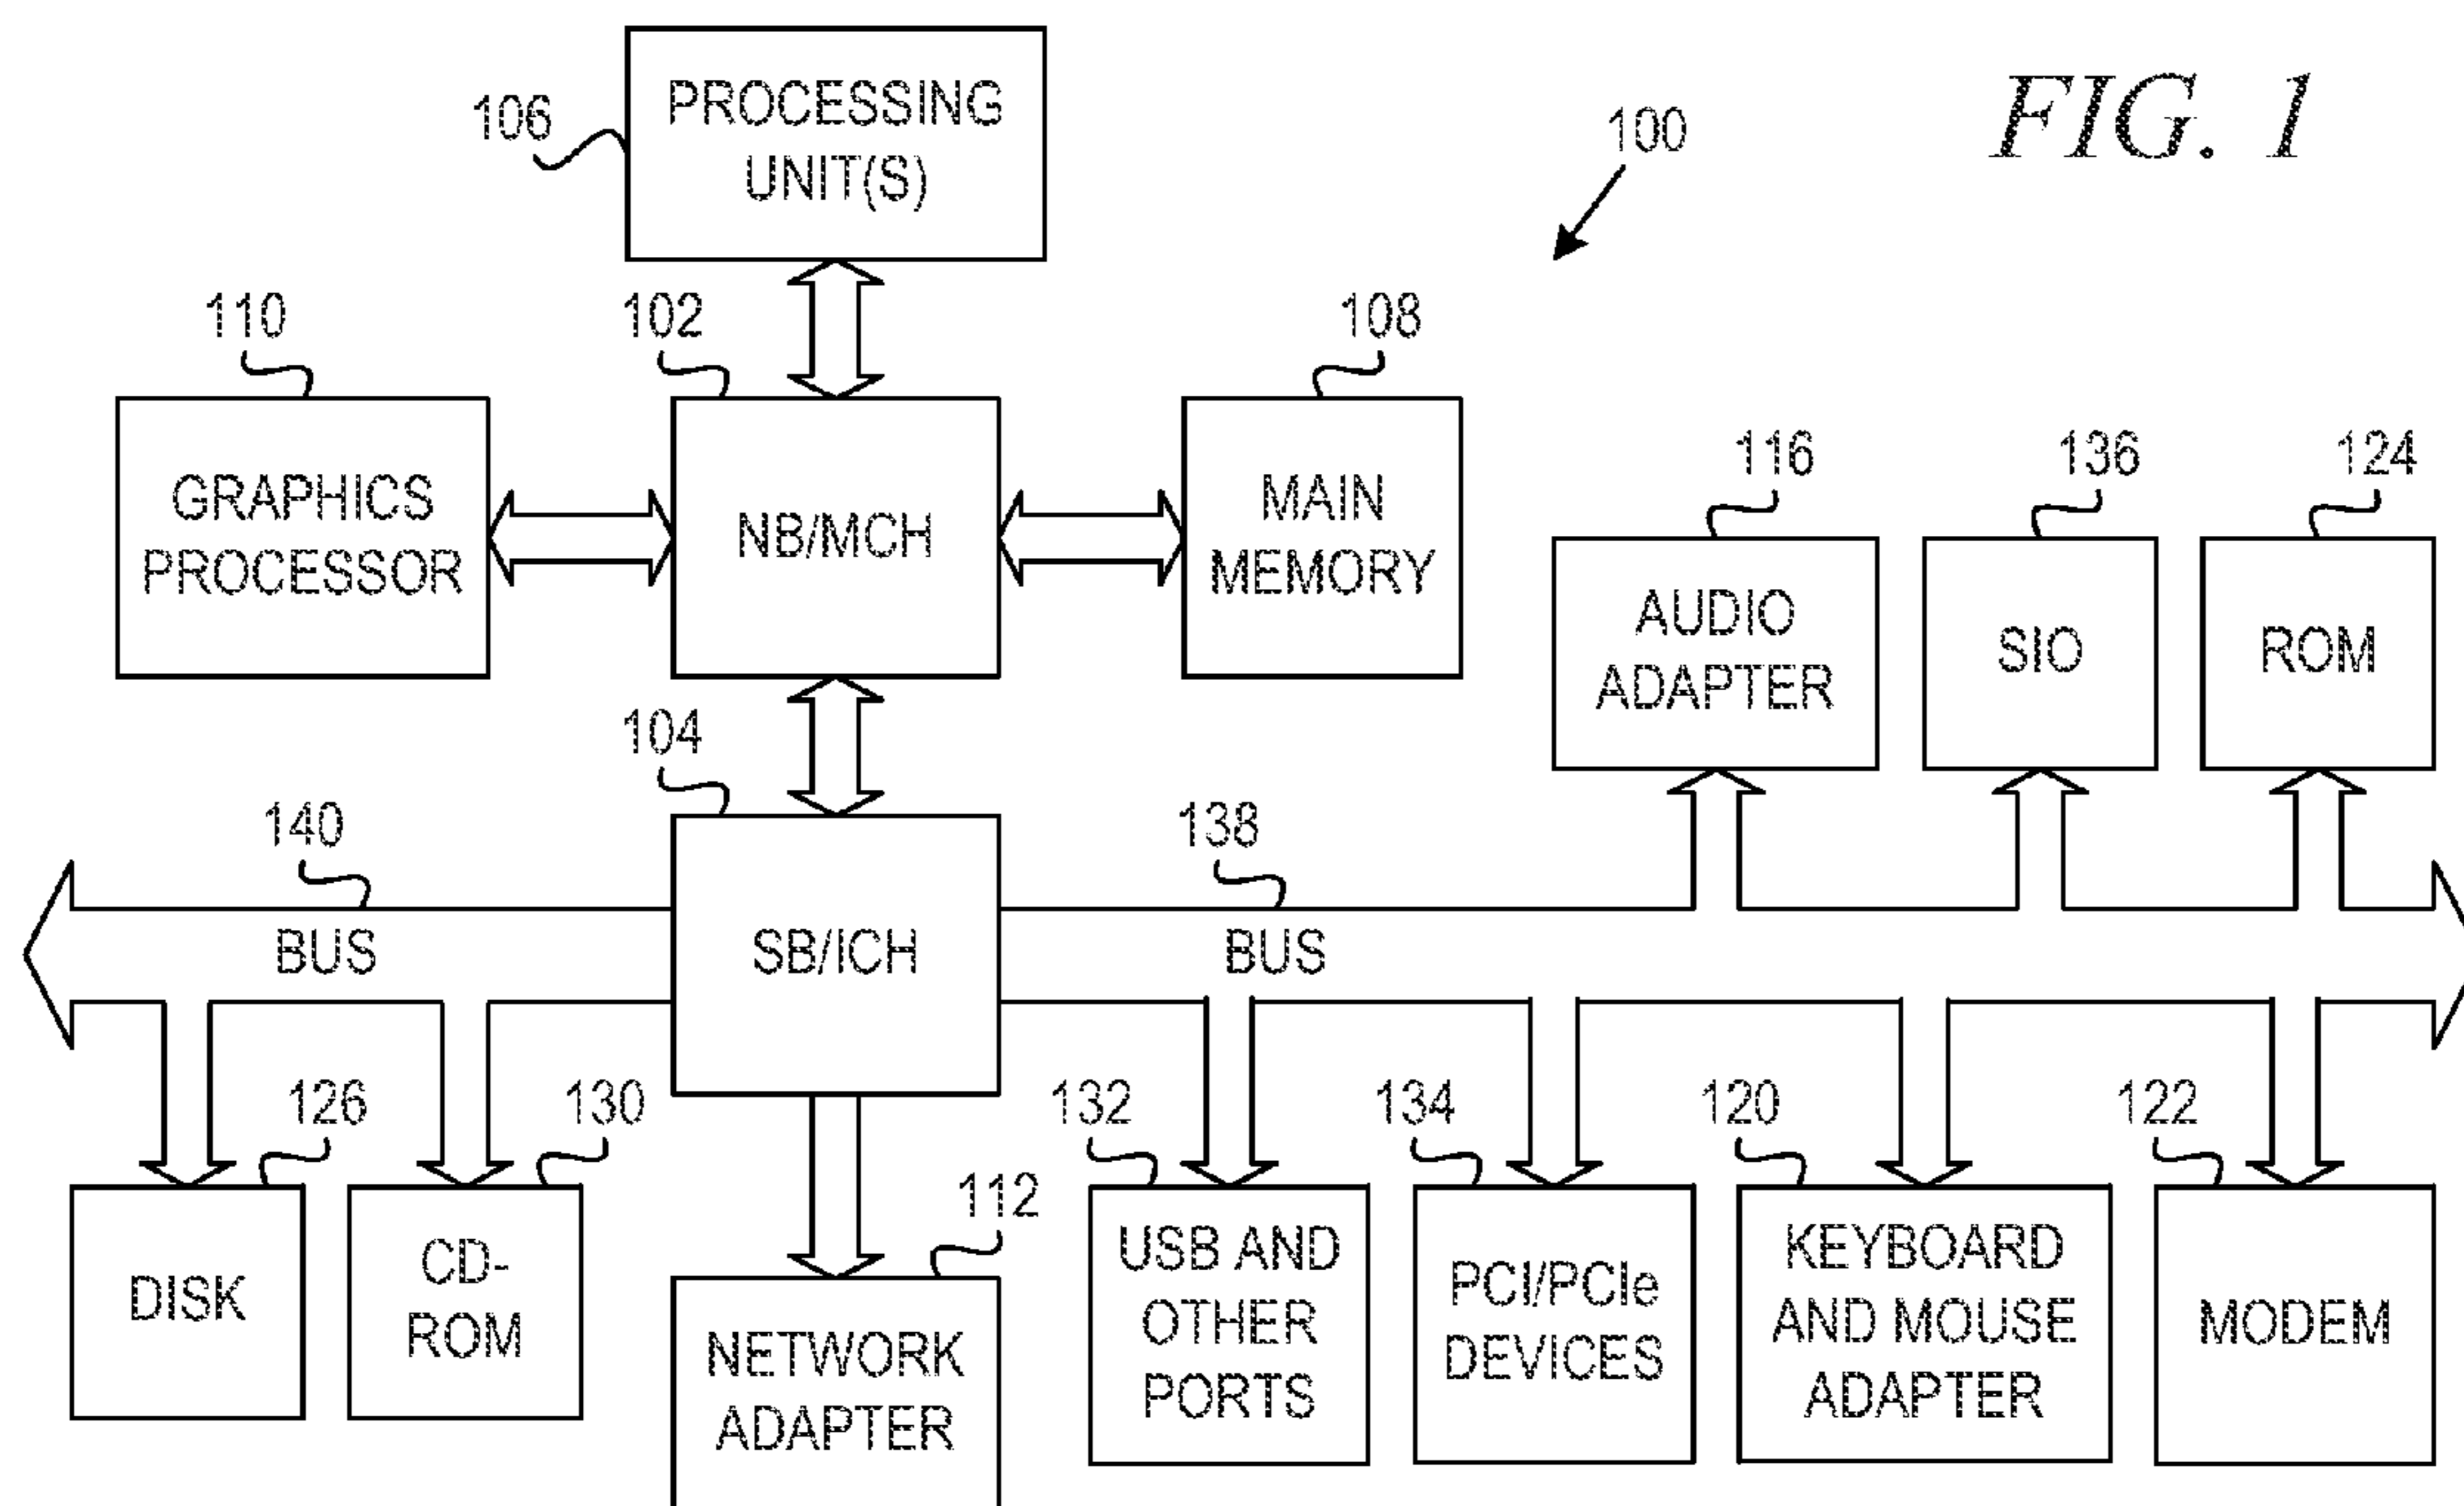 FIG. 1
100
106
PROCESSING
UNIT(S)
110
102
108
GRAPHICS
PROCESSOR
NB/MCH
MAIN
MEMORY
116
136
124
AUDIO
ADAPTER
SIO
ROM
104
140
138
BUS
SB/ICH
BUS
126
130
112
132
134
120
122
DISK
CD-
ROM
NETWORK
ADAPTER
USB AND
OTHER
PORTS
PCI/PCIe
DEVICES
KEYBOARD
AND MOUSE
ADAPTER
MODEM